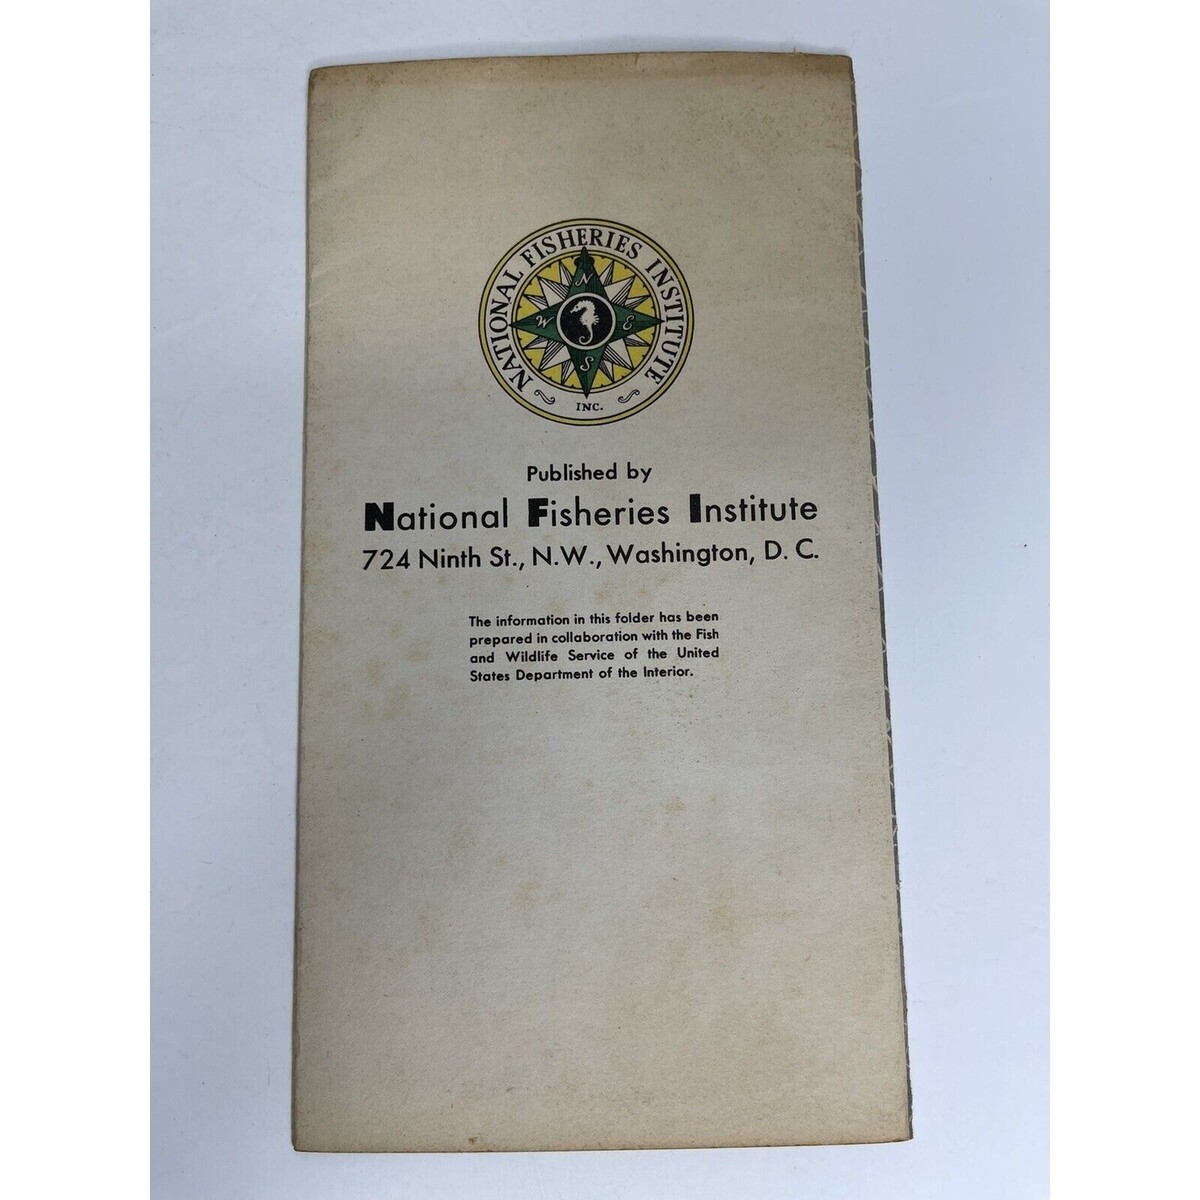 NATIONAL FISHERIES INSTITUTE
INC.
N
W E
S
Published by
National Fisheries Institute
724 Ninth St., N.W., Washington, D. C.
The information in this folder has been
prepared in collaboration with the Fish
and Wildlife Service of the United
States Department of the Interior.